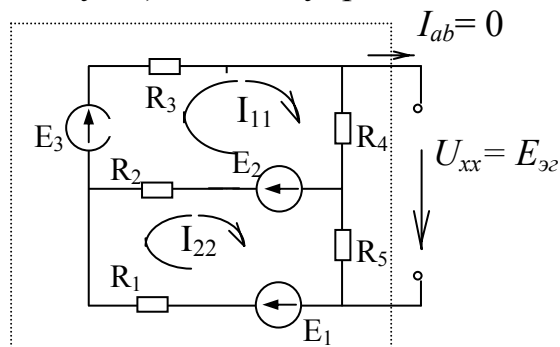 I_ab = 0
R₃
I₁₁
E₃
R₄
E₂
R₂
U_xx = E_эг
I₂₂
R₅
R₁
E₁